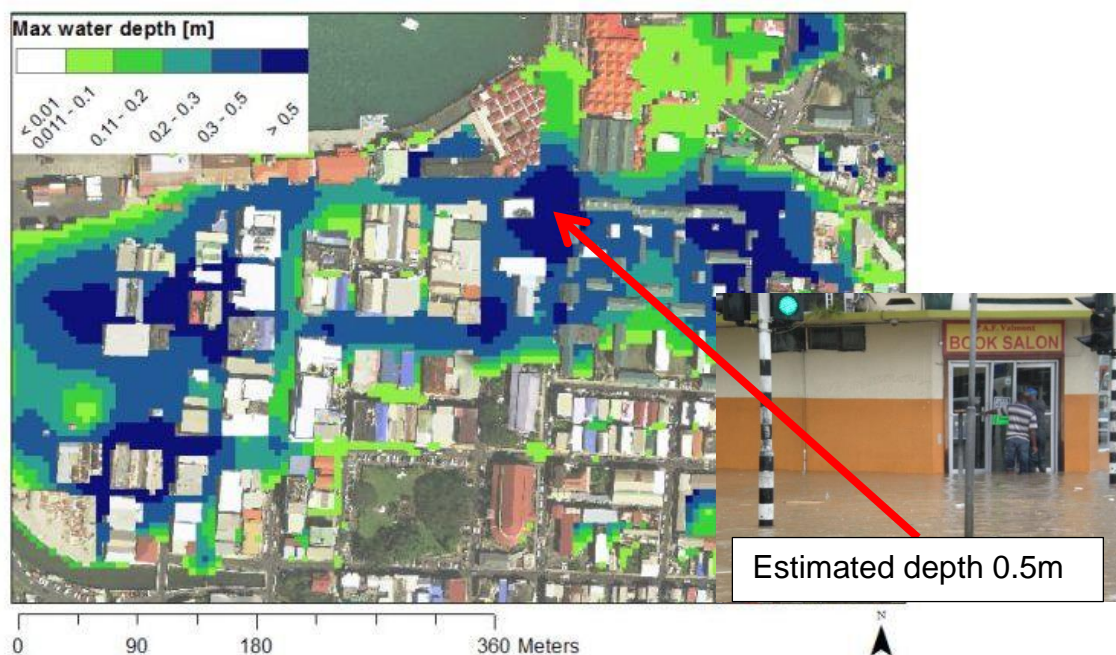 Max water depth [m]
< 0.01
0.011 - 0.1
0.11 - 0.2
0.2 - 0.3
0.3 - 0.5
> 0.5
P.A.F. Valmont
BOOK SALON
Estimated depth 0.5m
0 90 180 360 Meters
N